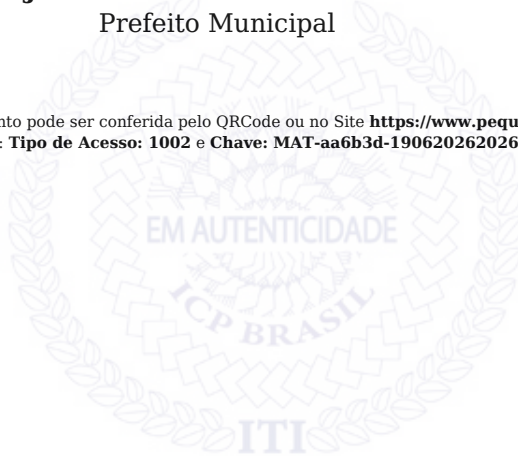 Prefeito Municipal
nto pode ser conferida pelo QRCode ou no Site https://www.pequ
: Tipo de Acesso: 1002 e Chave: MAT-aa6b3d-190620262026
EM AUTENTICIDADE
ICP BRASIL
ITI